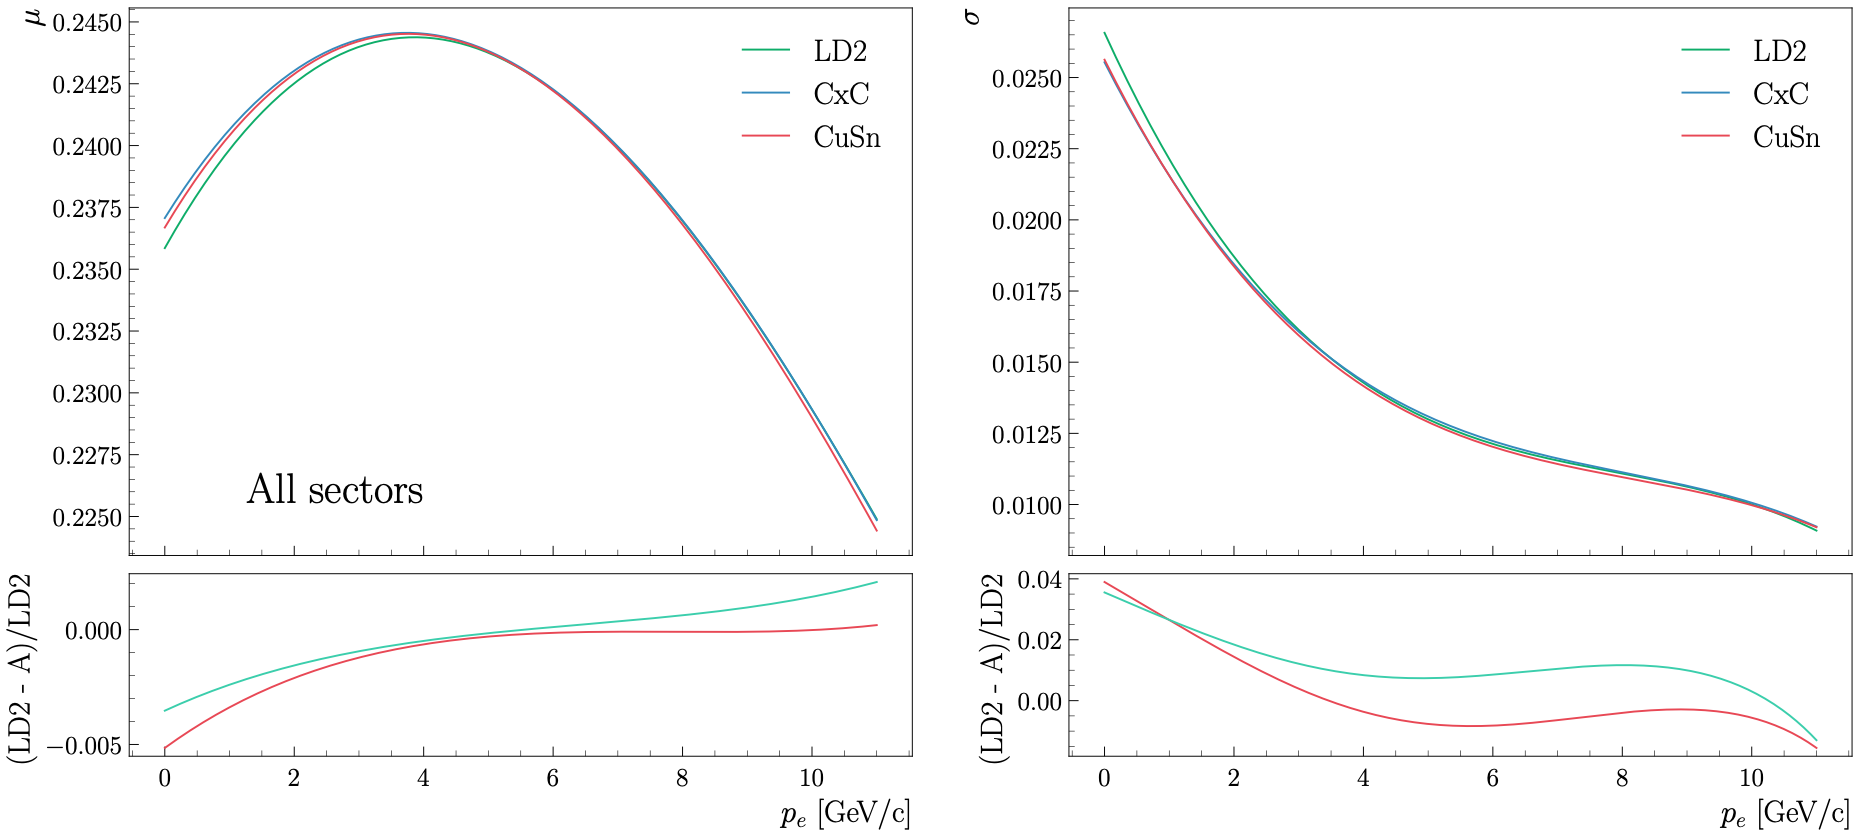 μ
0.2450
0.2425
0.2400
0.2375
0.2350
0.2325
0.2300
0.2275
0.2250
LD2
CxC
CuSn
All sectors
(LD2 - A)/LD2
0.000
−0.005
0 2 4 6 8 10
pe [GeV/c]
σ
0.0250
0.0225
0.0200
0.0175
0.0150
0.0125
0.0100
LD2
CxC
CuSn
(LD2 - A)/LD2
0.04
0.02
0.00
0 2 4 6 8 10
pe [GeV/c]